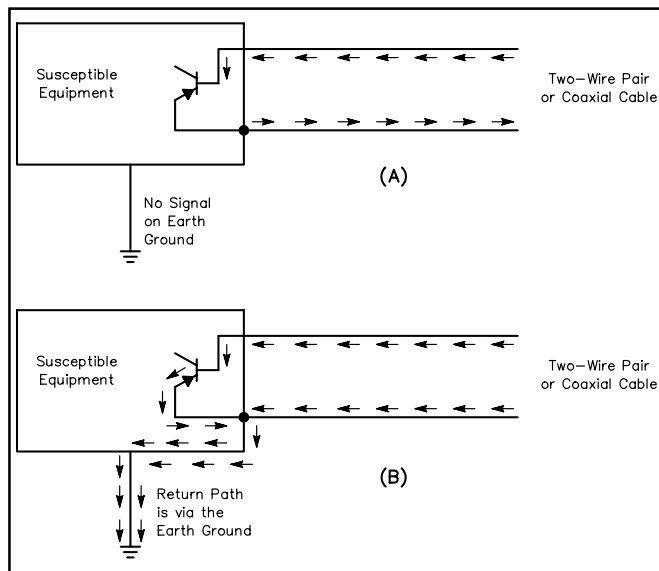 Susceptible
Equipment
Two-Wire Pair
or Coaxial Cable
(A)
No Signal
on Earth
Ground
Susceptible
Equipment
Two-Wire Pair
or Coaxial Cable
(B)
Return Path
is via the
Earth Ground